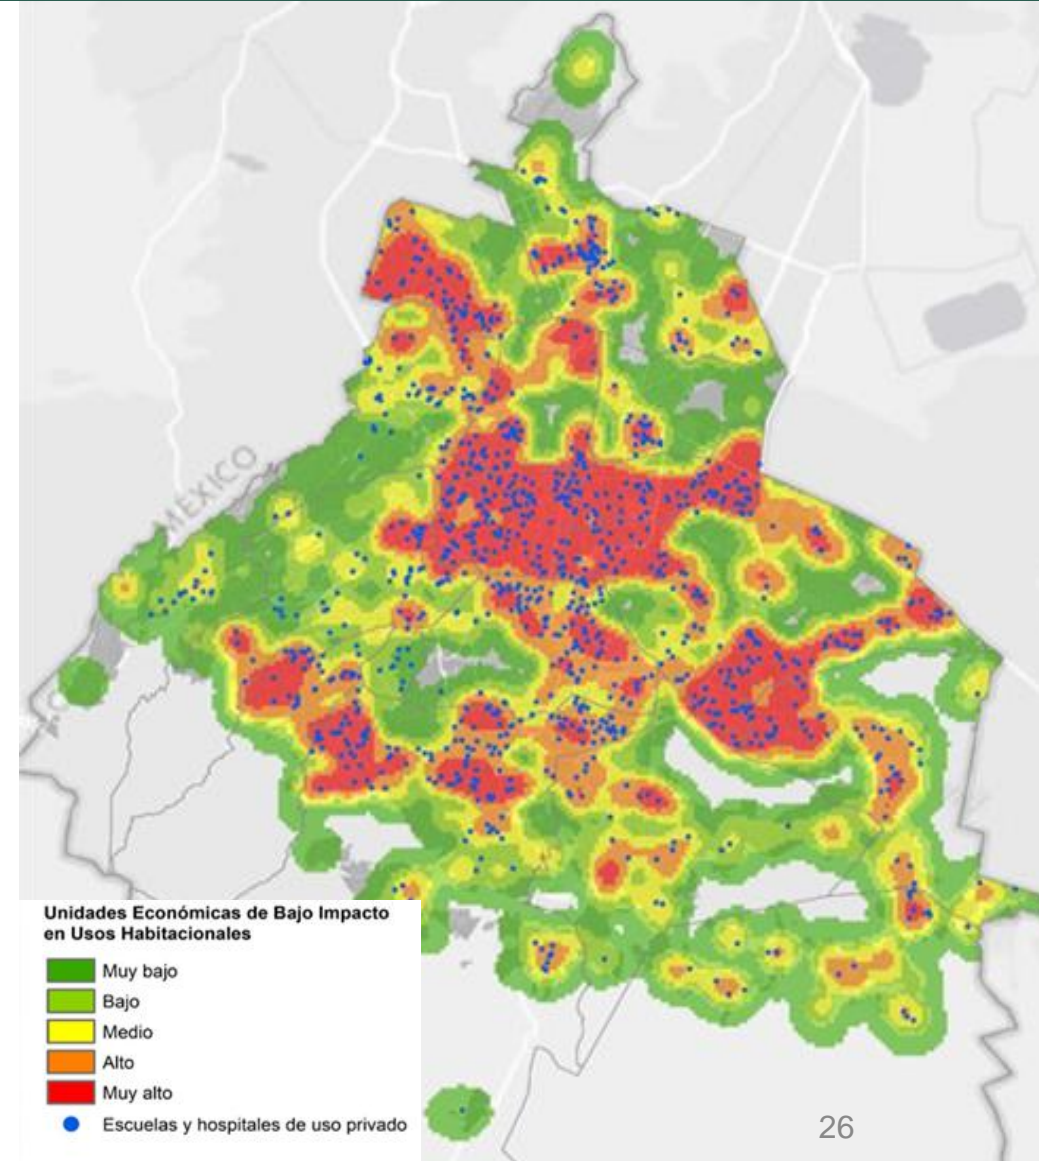 MÉXICO
Unidades Económicas de Bajo Impacto
en Usos Habitacionales
Muy bajo
Bajo
Medio
Alto
Muy alto
Escuelas y hospitales de uso privado
26